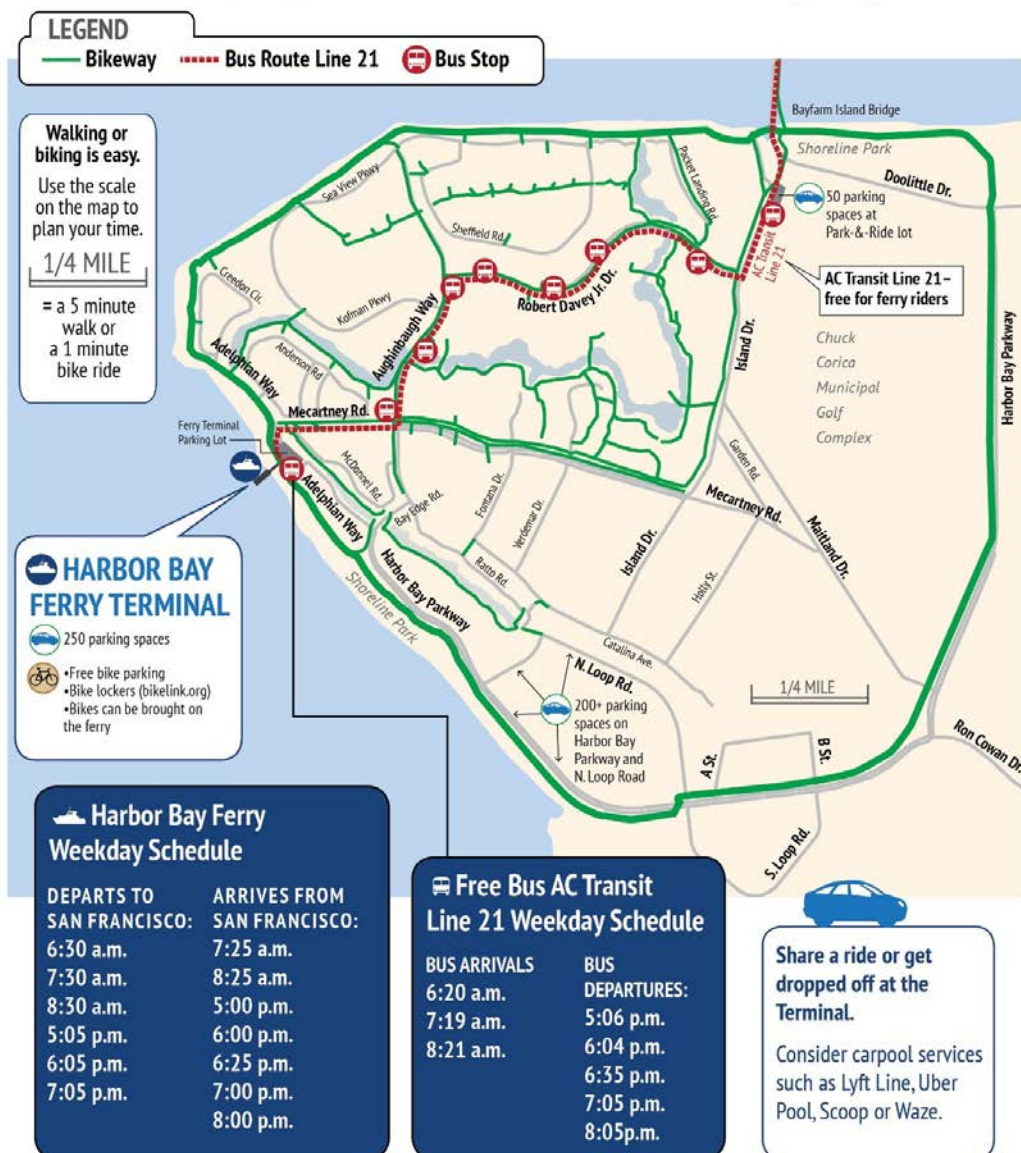 LEGEND
Bikeway
Bus Route Line 21
Bus Stop
Walking or
biking is easy.
Use the scale
on the map to
plan your time.
1/4 MILE
= a 5 minute
walk or
a 1 minute
bike ride
Bayfarm Island Bridge
Shoreline Park
Doolittle Dr.
50 parking
spaces at
Park-&-Ride lot
AC Transit
Line 21
AC Transit Line 21–
free for ferry riders
Packet Landing Rd.
Sea View Pkwy
Sheffield Rd.
Robert Davey Jr. Dr.
Creedon Cir.
Kofman Pkwy
Aughinbaugh Way
Island Dr.
Chuck
Corica
Municipal
Golf
Complex
Harbor Bay Parkway
Adelphian Way
Anderson Rd
Mecartney Rd.
Ferry Terminal
Parking Lot
McDonnel Rd.
Adelphian Way
Bay Edge Rd.
Fontana Dr.
Verdemar Dr.
Garden Rd.
Mecartney Rd.
Maitland Dr.
Island Dr.
Holly St.
Ratto Rd.
Harbor Bay Parkway
Shoreline Park
Catalina Ave.
N. Loop Rd.
1/4 MILE
200+ parking
spaces on
Harbor Bay
Parkway and
N. Loop Road
A St.
B St.
Ron Cowan Dr.
S. Loop Rd.
HARBOR BAY
FERRY TERMINAL
250 parking spaces
•Free bike parking
•Bike lockers (bikelink.org)
•Bikes can be brought on
the ferry
Harbor Bay Ferry
Weekday Schedule
DEPARTS TO
SAN FRANCISCO:
6:30 a.m.
7:30 a.m.
8:30 a.m.
5:05 p.m.
6:05 p.m.
7:05 p.m.
ARRIVES FROM
SAN FRANCISCO:
7:25 a.m.
8:25 a.m.
5:00 p.m.
6:00 p.m.
6:25 p.m.
7:00 p.m.
8:00 p.m.
Free Bus AC Transit
Line 21 Weekday Schedule
BUS ARRIVALS
6:20 a.m.
7:19 a.m.
8:21 a.m.
BUS
DEPARTURES:
5:06 p.m.
6:04 p.m.
6:35 p.m.
7:05 p.m.
8:05p.m.
Share a ride or get
dropped off at the
Terminal.
Consider carpool services
such as Lyft Line, Uber
Pool, Scoop or Waze.